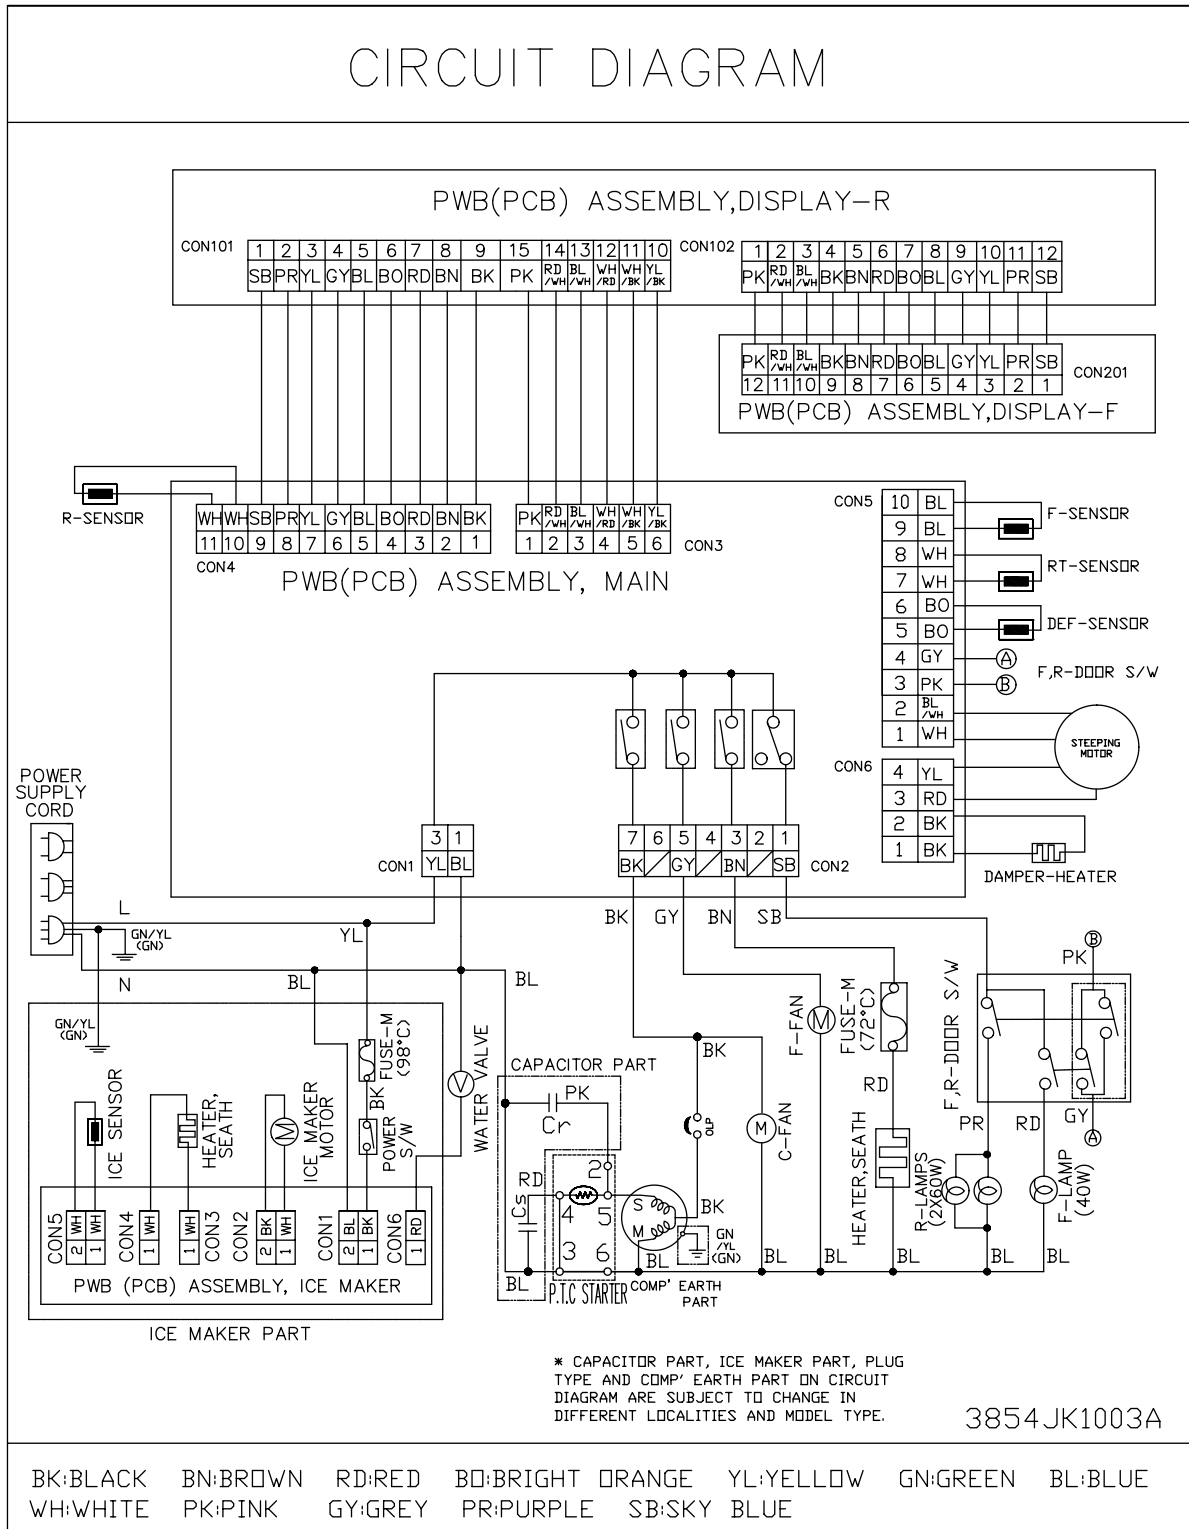 CIRCUIT DIAGRAM
PWB(PCB) ASSEMBLY,DISPLAY-R
CON101
1 2 3 4 5 6 7 8 9 15 14 13 12 11 10
SB PR YL GY BL BO RD BN BK PK RD/WH BL/WH WH/RD WH/BK YL/BK
CON102
1 2 3 4 5 6 7 8 9 10 11 12
PK RD/WH BL/WH BK BN RD BO BL GY YL PR SB
PK RD/WH BL/WH BK BN RD BO BL GY YL PR SB
12 11 10 9 8 7 6 5 4 3 2 1
CON201
PWB(PCB) ASSEMBLY,DISPLAY-F
R-SENSOR
WH WH SB PR YL GY BL BO RD BN BK
11 10 9 8 7 6 5 4 3 2 1
CON4
PK RD/WH BL/WH WH/RD WH/BK YL/BK
1 2 3 4 5 6
CON3
PWB(PCB) ASSEMBLY, MAIN
CON5
10 BL
9 BL
8 WH
7 WH
6 BO
5 BO
4 GY
3 PK
2 BL/WH
1 WH
F-SENSOR
RT-SENSOR
DEF-SENSOR
A
B
F,R-DOOR S/W
STEEPING
MOTOR
CON6
4 YL
3 RD
2 BK
1 BK
DAMPER-HEATER
POWER
SUPPLY
CORD
CON1
3 1
YL BL
7 6 5 4 3 2 1
BK GY BN SB
CON2
L
GN/YL
(GN)
YL
N
BL
BL
BK GY BN SB
GN/YL
(GN)
ICE SENSOR
HEATER,
SEATH
ICE MAKER
MOTOR
FUSE-M
(98°C)
BK
POWER
S/W
WATER VALVE
CON5
2 WH
1 WH
CON4
1 WH
CON3
1 WH
CON2
2 BK
1 WH
CON1
2 BL
1 BK
CON6
1 RD
PWB (PCB) ASSEMBLY, ICE MAKER
ICE MAKER PART
CAPACITOR PART
PK
Cr
RD
Cs
2
4 5
3 6
BL
P.T.C STARTER
S
M
BL
COMP' EARTH
PART
GN
/YL
(GN)
BK
OLP
BK
M
C-FAN
BL
F-FAN
M
BL
FUSE-M
(72°C)
RD
HEATER,SEATH
BL
F,R-DOOR S/W
B
PK
GY
A
PR
RD
R-LAMPS
(2X60W)
F-LAMP
(40W)
BL
BL
V
M
* CAPACITOR PART, ICE MAKER PART, PLUG
TYPE AND COMP' EARTH PART ON CIRCUIT
DIAGRAM ARE SUBJECT TO CHANGE IN
DIFFERENT LOCALITIES AND MODEL TYPE.
3854JK1003A
BK:BLACK BN:BROWN RD:RED BO:BRIGHT ORANGE YL:YELLOW GN:GREEN BL:BLUE
WH:WHITE PK:PINK GY:GREY PR:PURPLE SB:SKY BLUE